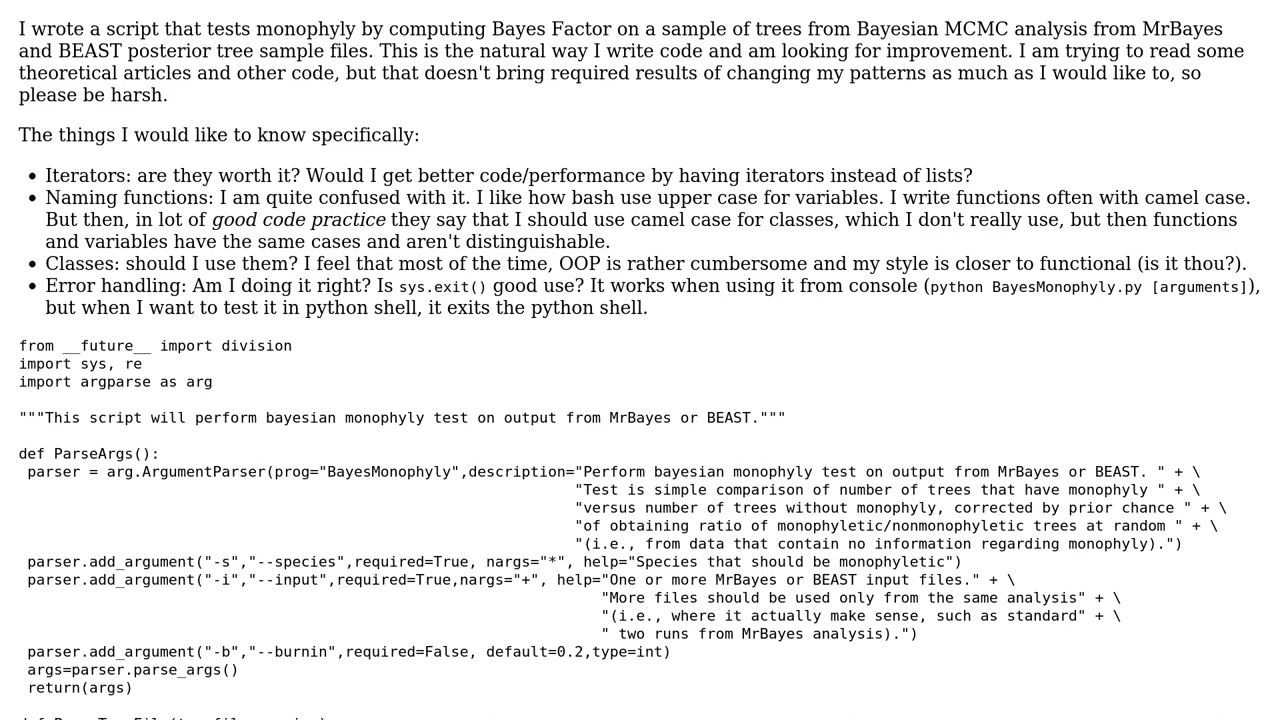 I wrote a script that tests monophyly by computing Bayes Factor on a sample of trees from Bayesian MCMC analysis from MrBayes
and BEAST posterior tree sample files. This is the natural way I write code and am looking for improvement. I am trying to read some
theoretical articles and other code, but that doesn't bring required results of changing my patterns as much as I would like to, so
please be harsh.
The things I would like to know specifically:
• Iterators: are they worth it? Would I get better code/performance by having iterators instead of lists?
• Naming functions: I am quite confused with it. I like how bash use upper case for variables. I write functions often with camel case.
But then, in lot of good code practice they say that I should use camel case for classes, which I don't really use, but then functions
and variables have the same cases and aren't distinguishable.
• Classes: should I use them? I feel that most of the time, OOP is rather cumbersome and my style is closer to functional (is it thou?).
• Error handling: Am I doing it right? Is sys.exit() good use? It works when using it from console (python BayesMonophyly.py [arguments]),
but when I want to test it in python shell, it exits the python shell.
from __future__ import division
import sys, re
import argparse as arg
"""This script will perform bayesian monophyly test on output from MrBayes or BEAST."""
def ParseArgs():
 parser = arg.ArgumentParser(prog="BayesMonophyly",description="Perform bayesian monophyly test on output from MrBayes or BEAST. " + \
"Test is simple comparison of number of trees that have monophyly " + \
"versus number of trees without monophyly, corrected by prior chance " + \
"of obtaining ratio of monophyletic/nonmonophyletic trees at random " + \
"(i.e., from data that contain no information regarding monophyly).")
 parser.add_argument("-s","--species",required=True, nargs="*", help="Species that should be monophyletic")
 parser.add_argument("-i","--input",required=True,nargs="+", help="One or more MrBayes or BEAST input files." + \
"More files should be used only from the same analysis" + \
"(i.e., where it actually make sense, such as standard" + \
" two runs from MrBayes analysis).")
 parser.add_argument("-b","--burnin",required=False, default=0.2,type=int)
 args=parser.parse_args()
 return(args)